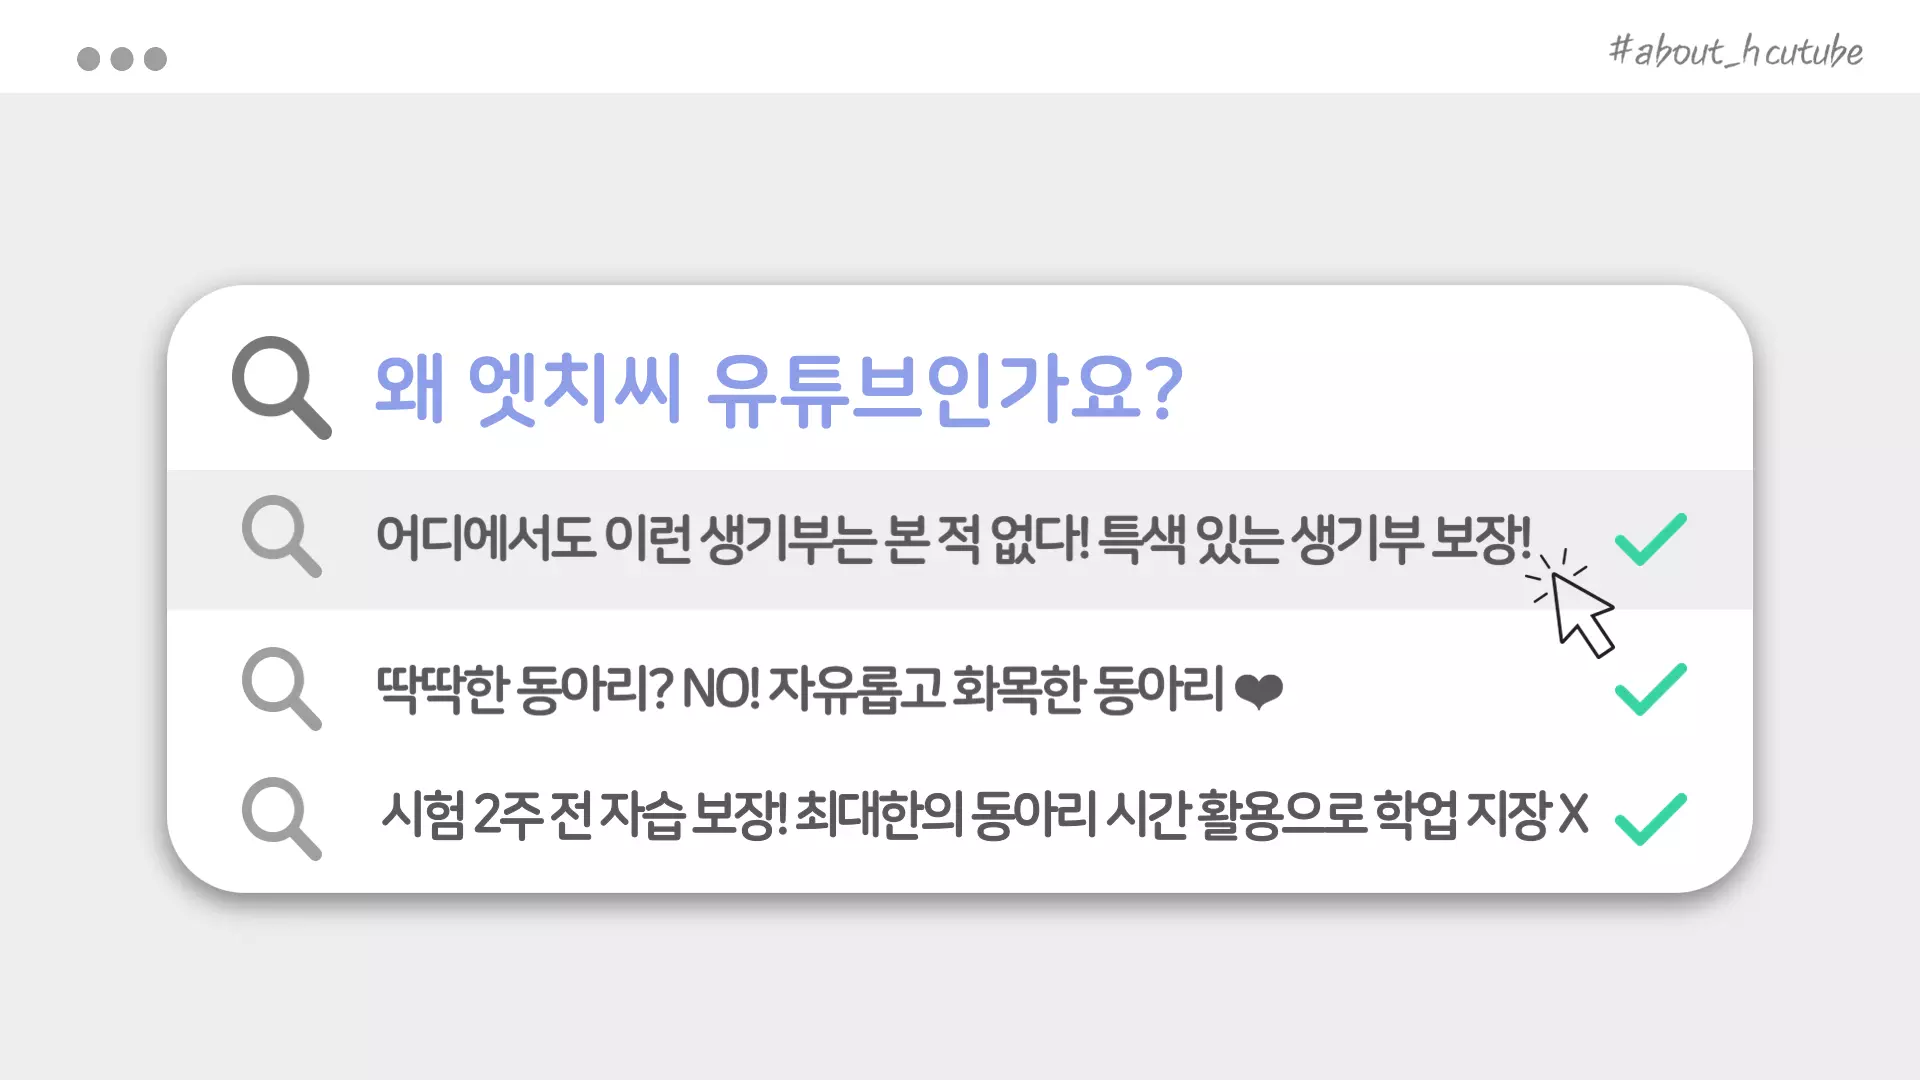 #about_hcutube
왜 엣치씨 유튜브인가요?
어디에서도 이런 생기부는 본 적 없다! 특색 있는 생기부 보장!
딱딱한 동아리? NO! 자유롭고 화목한 동아리 ❤
시험 2주 전 자습 보장! 최대한의 동아리 시간 활용으로 학업 지장 X